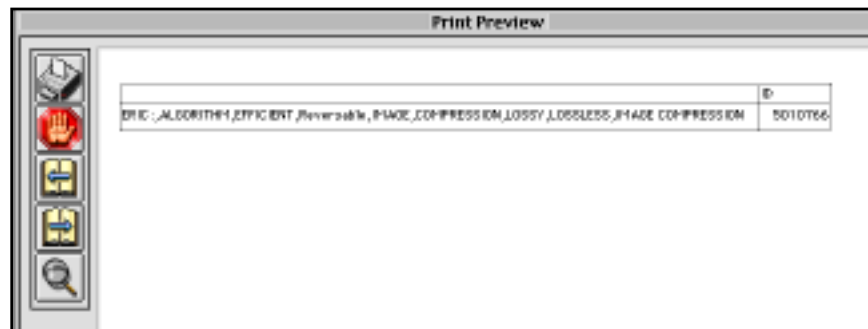 Print Preview
ID
ERIC:,ALGORITHM,EFFICIENT,Reversable,IMAGE,COMPRESSION,LOSSY,LOSSLESS,IMAGE COMPRESSION 5010766